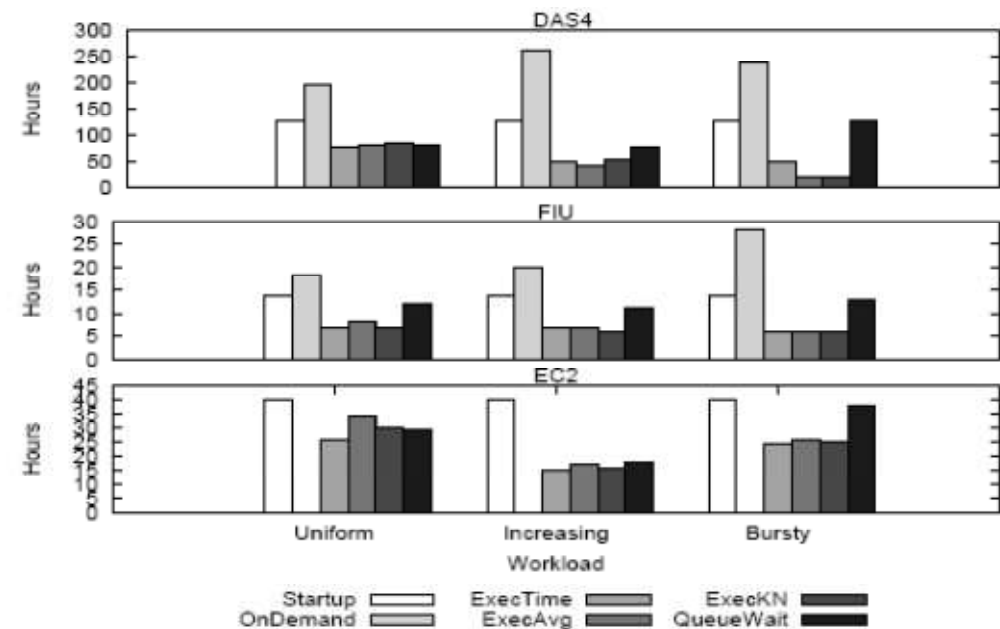 DAS4
300
250
200
150
100
50
0
Hours
FIU
30
25
20
15
10
5
0
Hours
EC2
45
40
35
30
25
20
15
10
5
0
Hours
Uniform Increasing Bursty
Workload
Startup ExecTime ExecKN
OnDemand ExecAvg QueueWait